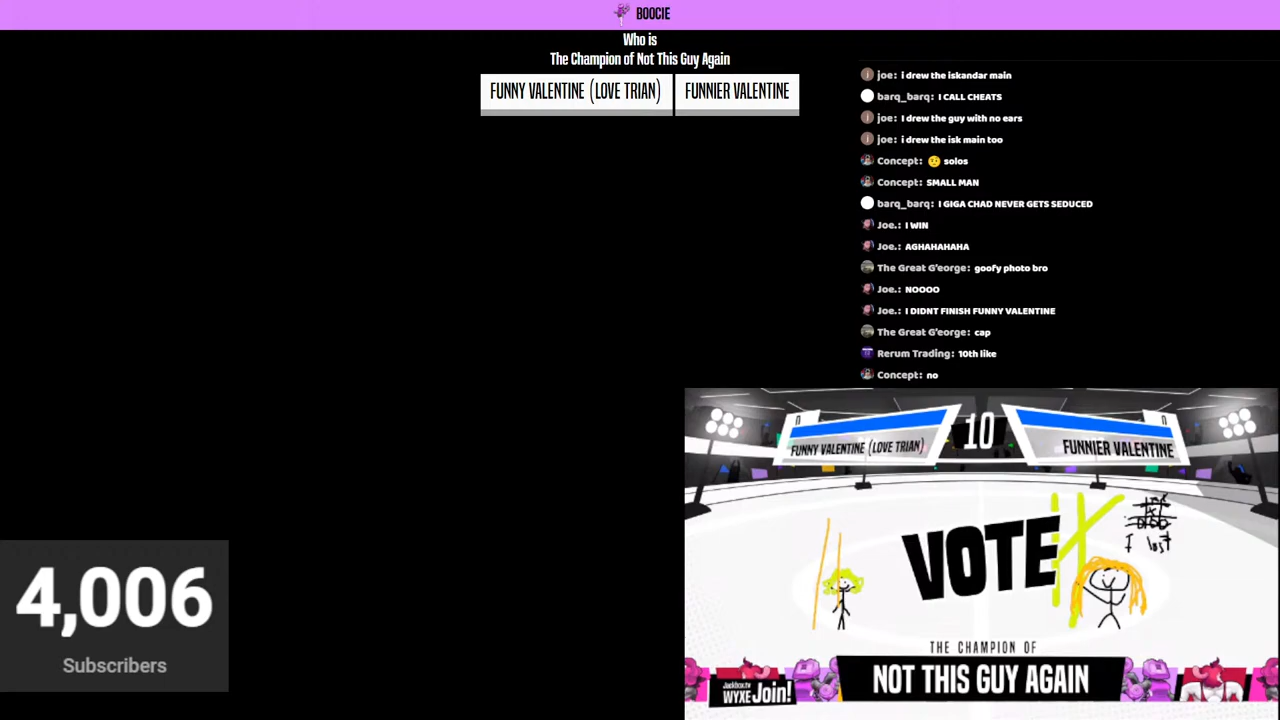 BOOCIE
Who is
The Champion of Not This Guy Again
FUNNY VALENTINE (LOVE TRIAN)
FUNNIER VALENTINE
joe: i drew the iskandar main
barq_barq: I CALL CHEATS
joe: I drew the guy with no ears
joe: i drew the isk main too
Concept: 🤨 solos
Concept: SMALL MAN
barq_barq: I GIGA CHAD NEVER GETS SEDUCED
Joe.: I WIN
Joe.: AGHAHAHAHA
The Great G'eorge: goofy photo bro
Joe.: NOOOO
Joe.: I DIDNT FINISH FUNNY VALENTINE
The Great G'eorge: cap
Rerum Trading: 10th like
Concept: no
FUNNY VALENTINE (LOVE TRIAN)
10
FUNNIER VALENTINE
VOTE
I lost
THE CHAMPION OF
NOT THIS GUY AGAIN
Jackbox.tv
WYXE Join!
4,006
Subscribers